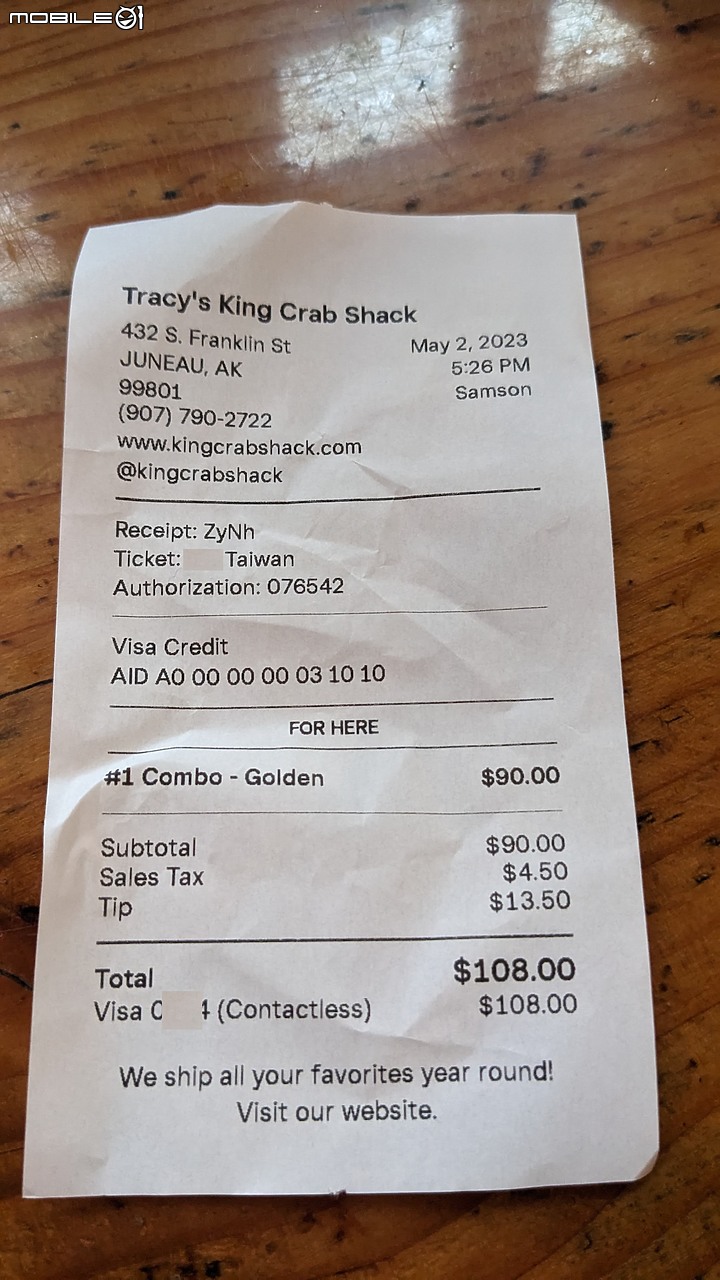 MOBILE01
Tracy's King Crab Shack
432 S. Franklin St
May 2, 2023
JUNEAU, AK
5:26 PM
99801
Samson
(907) 790-2722
www.kingcrabshack.com
@kingcrabshack
Receipt: ZyNh
Ticket: Taiwan
Authorization: 076542
Visa Credit
AID A0 00 00 00 03 10 10
FOR HERE
#1 Combo - Golden $90.00
Subtotal $90.00
Sales Tax $4.50
Tip $13.50
Total $108.00
Visa 4 (Contactless) $108.00
We ship all your favorites year round!
Visit our website.